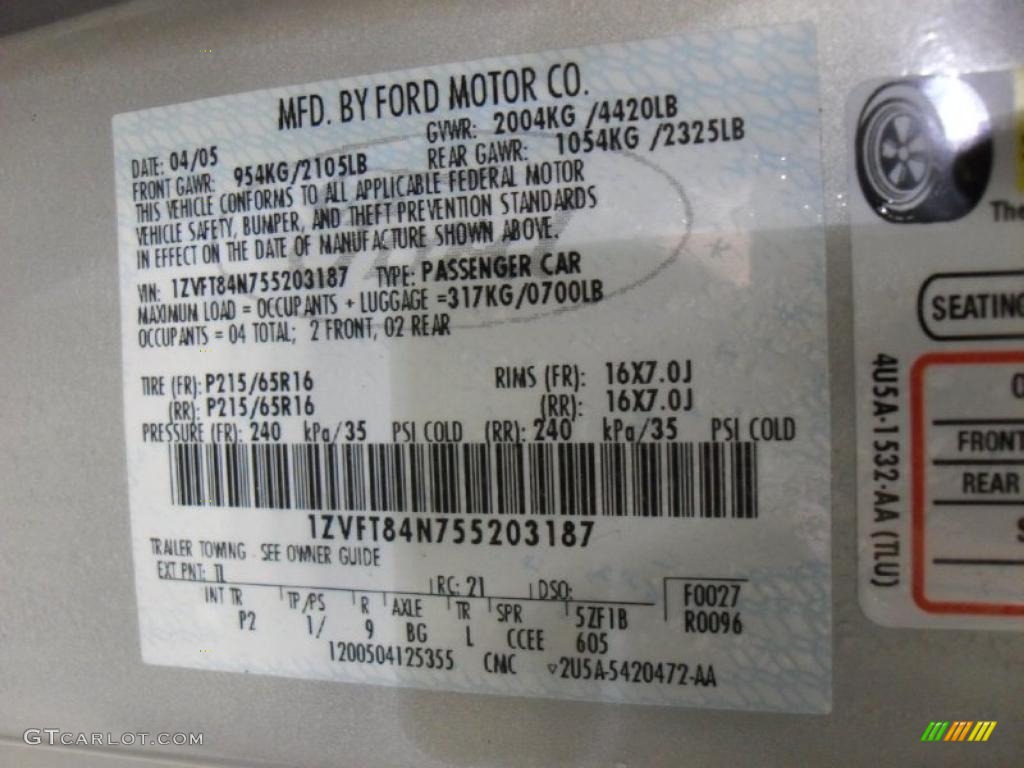 MFD. BY FORD MOTOR CO.
DATE: 04/05 GVWR: 2004KG /4420LB
FRONT GAWR: 954KG/2105LB REAR GAWR: 1054KG /2325LB
THIS VEHICLE CONFORMS TO ALL APPLICABLE FEDERAL MOTOR
VEHICLE SAFETY, BUMPER, AND THEFT PREVENTION STANDARDS
IN EFFECT ON THE DATE OF MANUFACTURE SHOWN ABOVE.
VIN: 1ZVFT84N755203187 TYPE: PASSENGER CAR
MAXIMUM LOAD = OCCUPANTS + LUGGAGE =317KG/0700LB
OCCUPANTS = 04 TOTAL; 2 FRONT, 02 REAR
TIRE (FR): P215/65R16 RIMS (FR): 16X7.0J
(RR): P215/65R16 (RR): 16X7.0J
PRESSURE (FR): 240 kPa/35 PSI COLD (RR): 240 kPa/35 PSI COLD
1ZVFT84N755203187
TRAILER TOWING - SEE OWNER GUIDE
EXT PNT: TL RC: 21 DSO: F0027
INT TR TP/PS R AXLE TR SPR 5ZF1B R0096
P2 1/ 9 BG L CCEE 605
1200504125355 CMC ▽2U5A-5420472-AA
The
SEATING
4U5A-1532-AA (TLU)
FRONT
REAR
GTCARLOT.COM